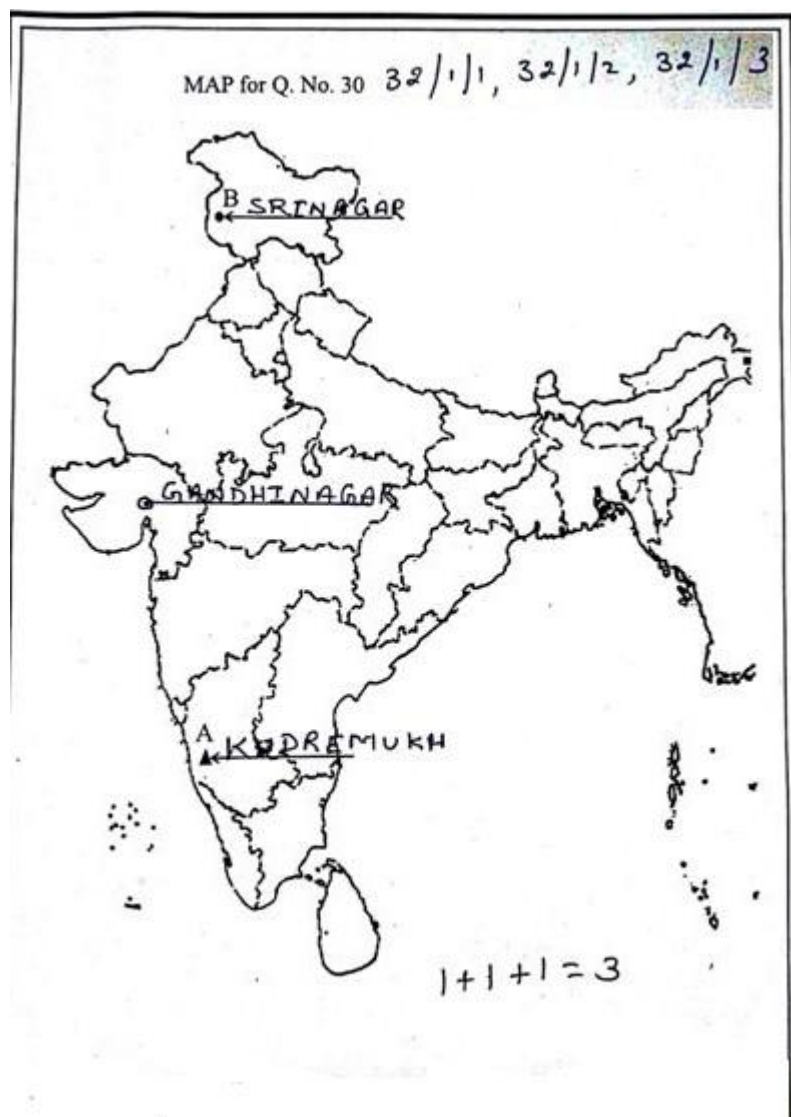 MAP for Q. No. 30 32/1/1, 32/1/2, 32/1/3
B SRINAGAR
GANDHINAGAR
A
KUDREMUKH
1+1+1=3